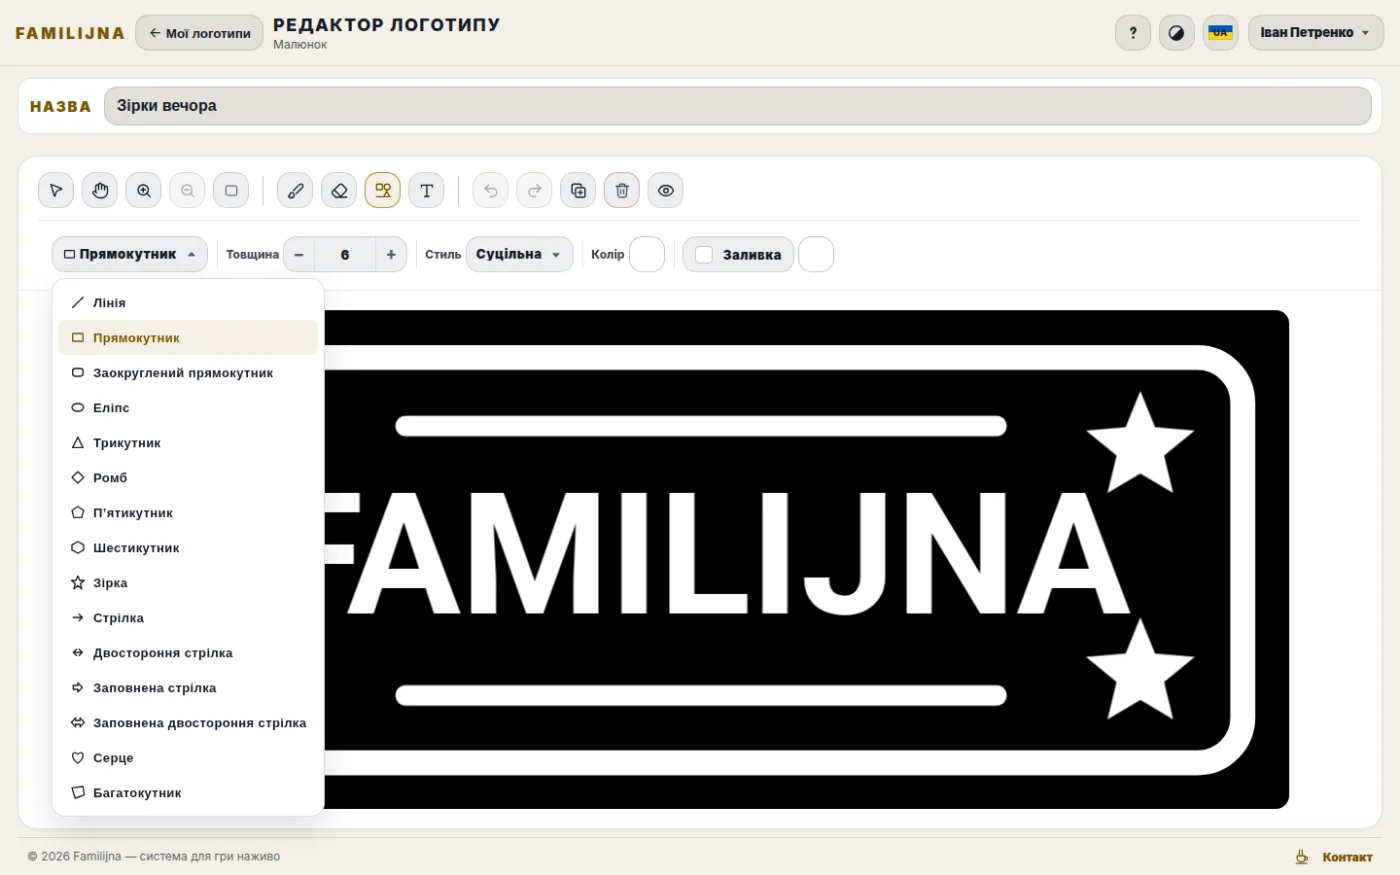 FAMILIJNA
← Мої логотипи
РЕДАКТОР ЛОГОТИПУ
Малюнок
?
UA
Іван Петренко
НАЗВА
Зірки вечора
Прямокутник
Товщина
− 6 +
Стиль
Суцільна
Колір
Заливка
Лінія
Прямокутник
Заокруглений прямокутник
Еліпс
Трикутник
Ромб
П'ятикутник
Шестикутник
Зірка
Стрілка
Двостороння стрілка
Заповнена стрілка
Заповнена двостороння стрілка
Серце
Багатокутник
FAMILIJNA
© 2026 Familijna — система для гри наживо
Контакт